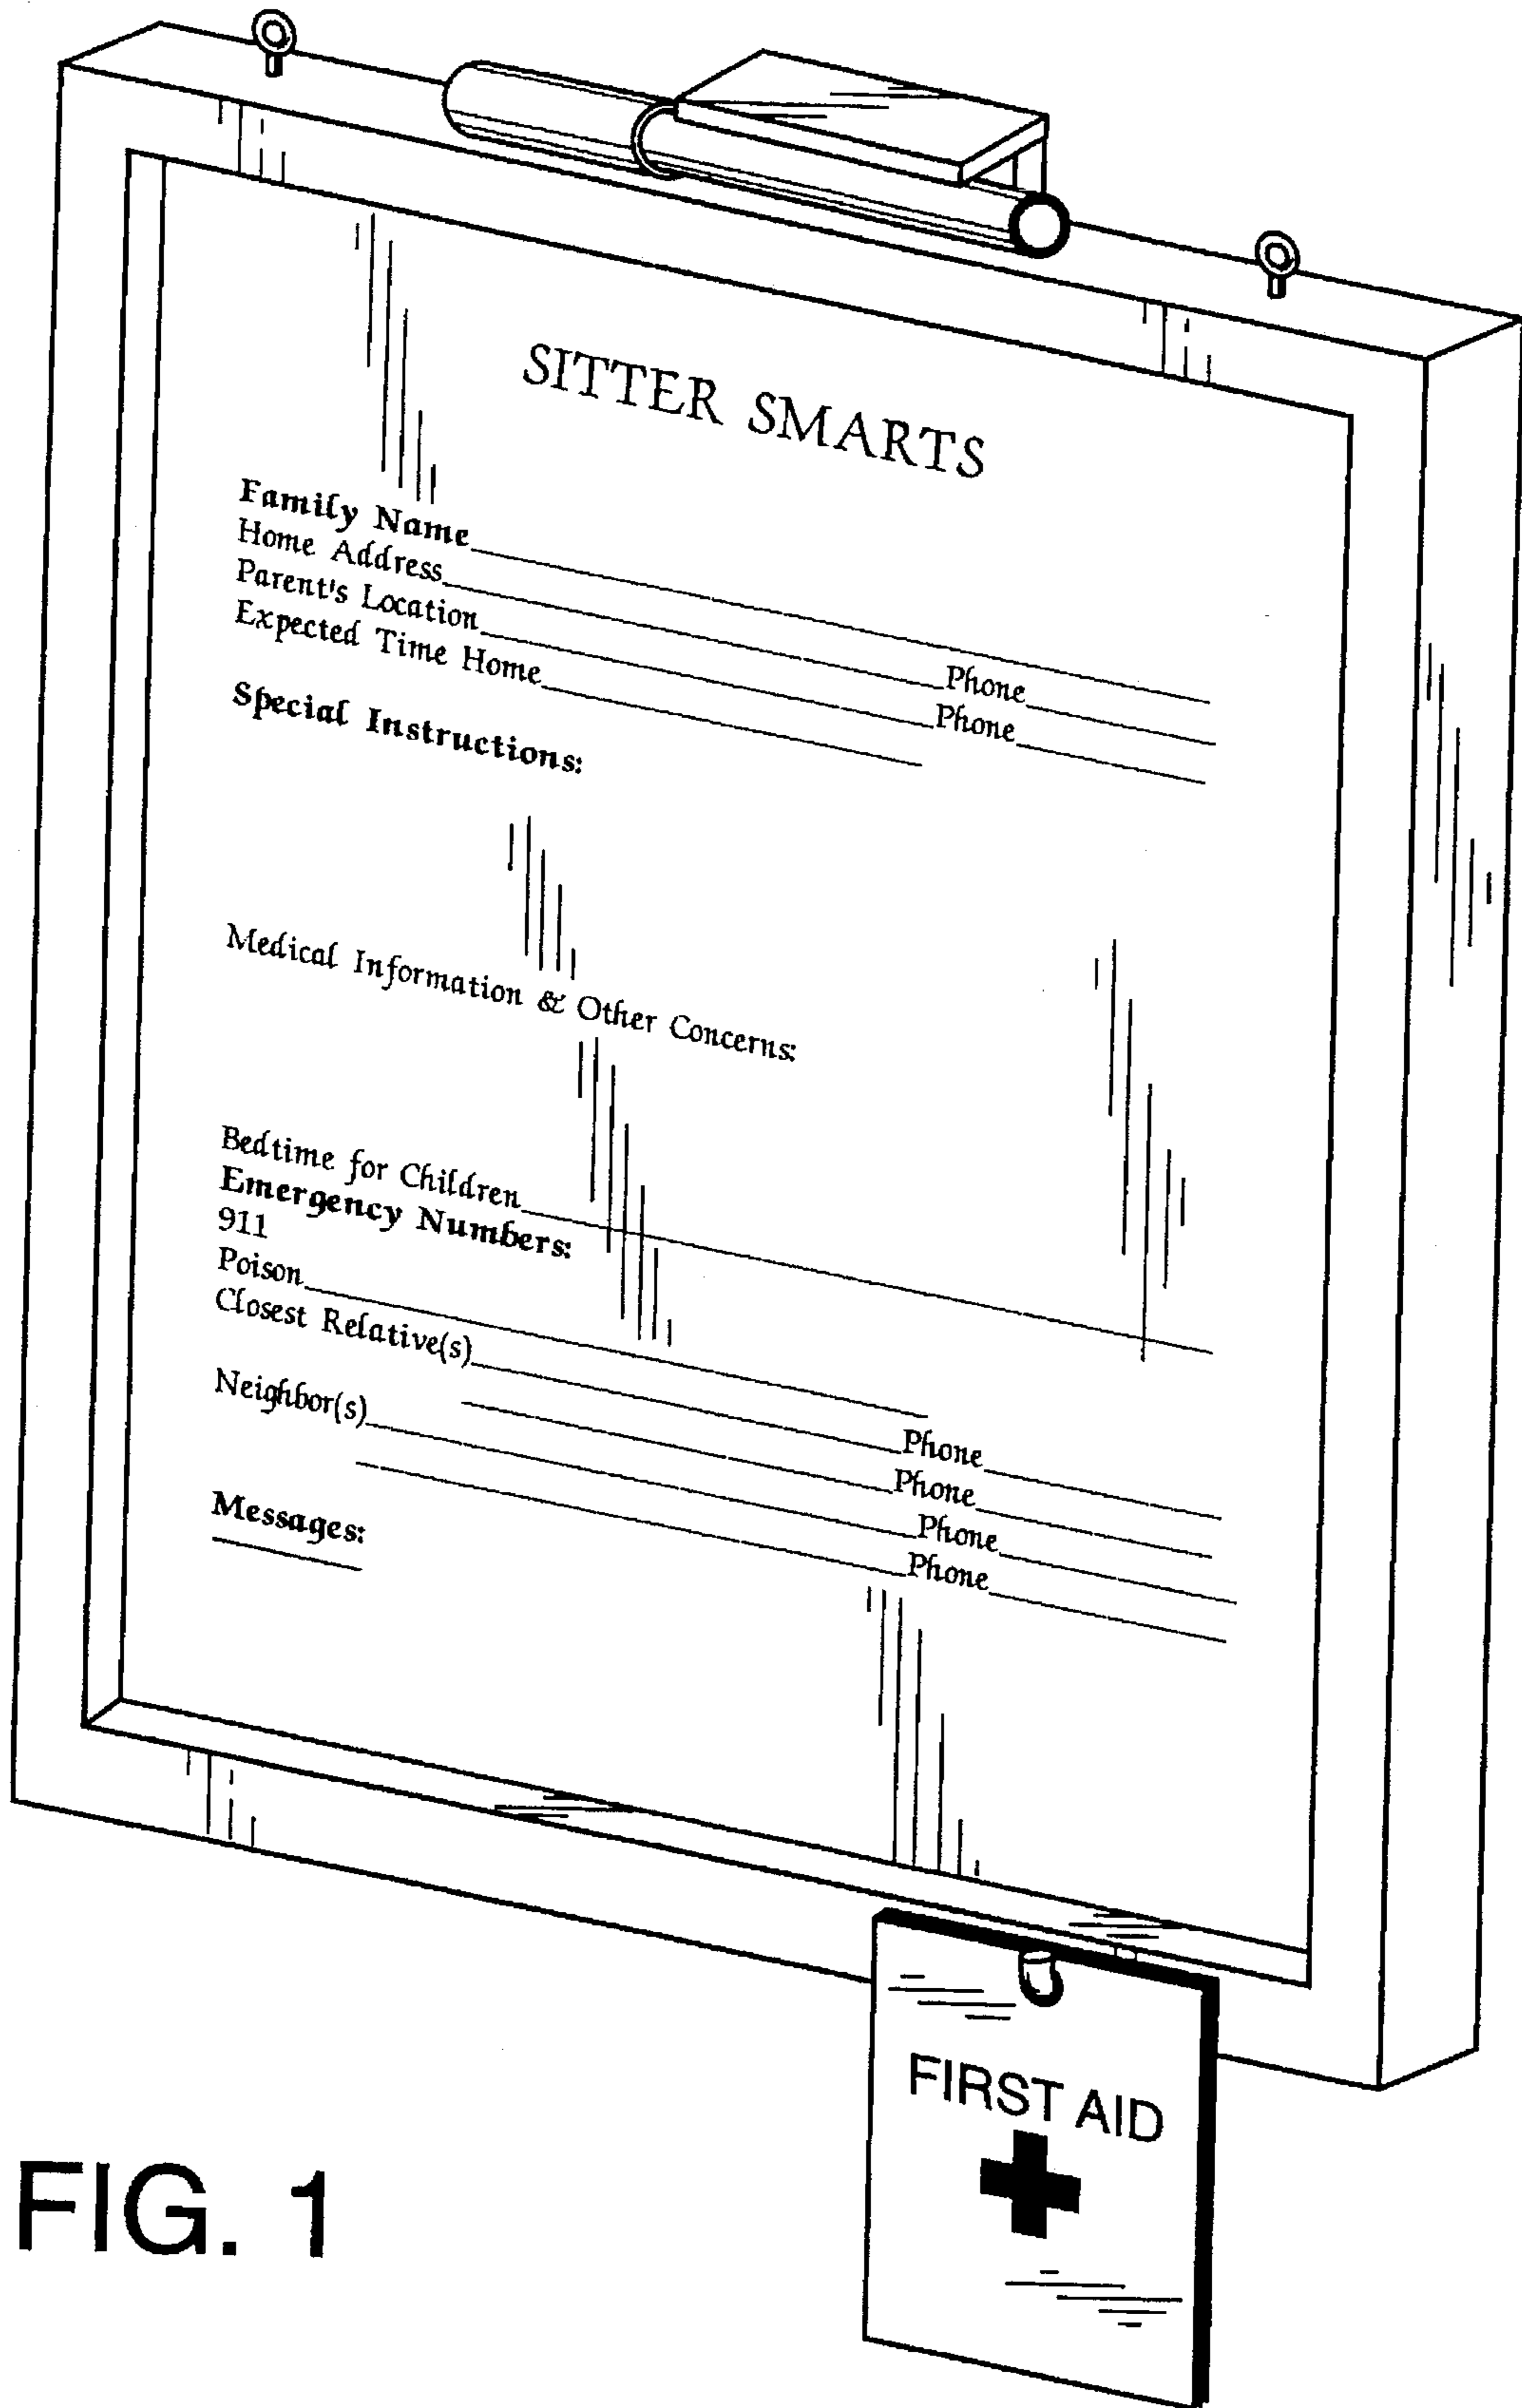 SITTER SMARTS
Family Name
Home Address Phone
Parent's Location Phone
Expected Time Home
Special Instructions:
Medical Information & Other Concerns:
Bedtime for Children
Emergency Numbers:
911
Poison
Closest Relative(s) Phone
Phone
Neighbor(s) Phone
Phone
Messages:
FIRST AID
FIG. 1